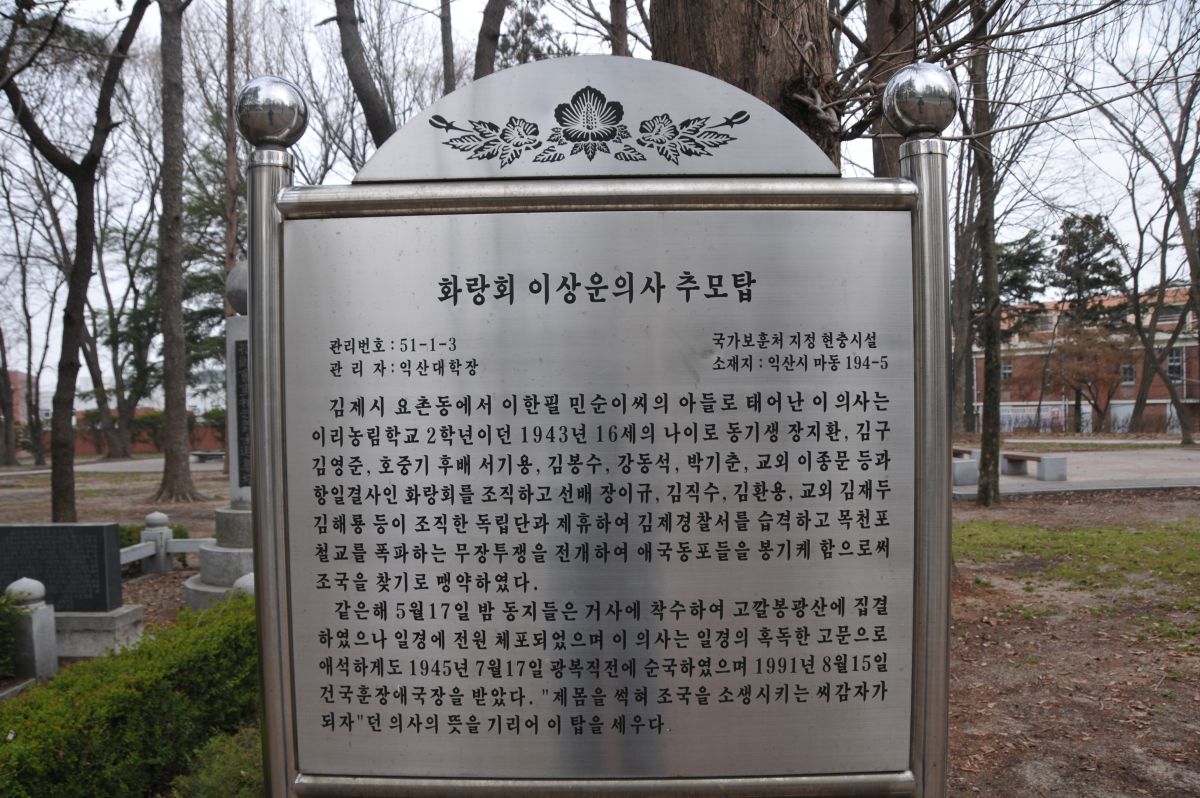 화랑회 이상운의사 추모탑
관리번호 : 51-1-3
국가보훈처 지정 현충시설
관 리 자 : 익산대학장
소재지 : 익산시 마동 194-5
김제시 요촌동에서 이한필 민순이씨의 아들로 태어난 이 의사는
이리농림학교 2학년이던 1943년 16세의 나이로 동기생 장지환, 김구
김영준, 호중기 후배 서기용, 김봉수, 강동석, 박기춘, 교외 이종문 등과
항일결사인 화랑회를 조직하고 선배 장이규, 김직수, 김환용, 교외 김재두
김해룡 등이 조직한 독립단과 제휴하여 김제경찰서를 습격하고 목천포
철교를 폭파하는 무장투쟁을 전개하여 애국동포들을 봉기케 함으로써
조국을 찾기로 맹약하였다.
같은해 5월17일 밤 동지들은 거사에 착수하여 고깔봉광산에 집결
하였으나 일경에 전원 체포되었으며 이 의사는 일경의 혹독한 고문으로
애석하게도 1945년 7월17일 광복직전에 순국하였으며 1991년 8월15일
건국훈장애국장을 받았다. "제몸을 썩혀 조국을 소생시키는 씨감자가
되자"던 의사의 뜻을 기리어 이 탑을 세우다.